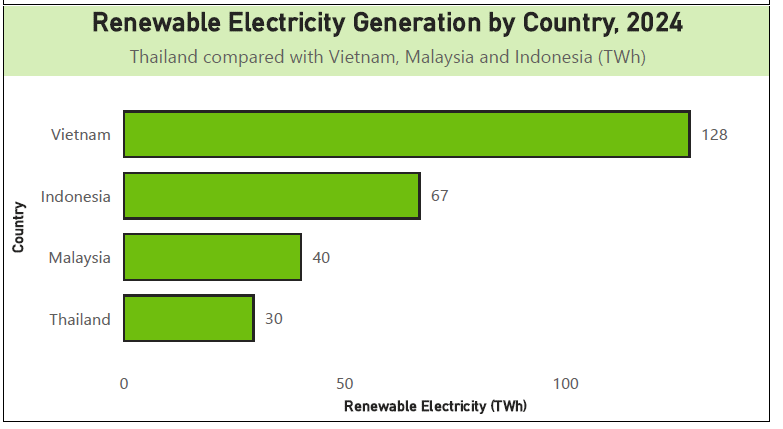 Renewable Electricity Generation by Country, 2024
Thailand compared with Vietnam, Malaysia and Indonesia (TWh)
Country
Vietnam 128
Indonesia 67
Malaysia 40
Thailand 30
0 50 100
Renewable Electricity (TWh)